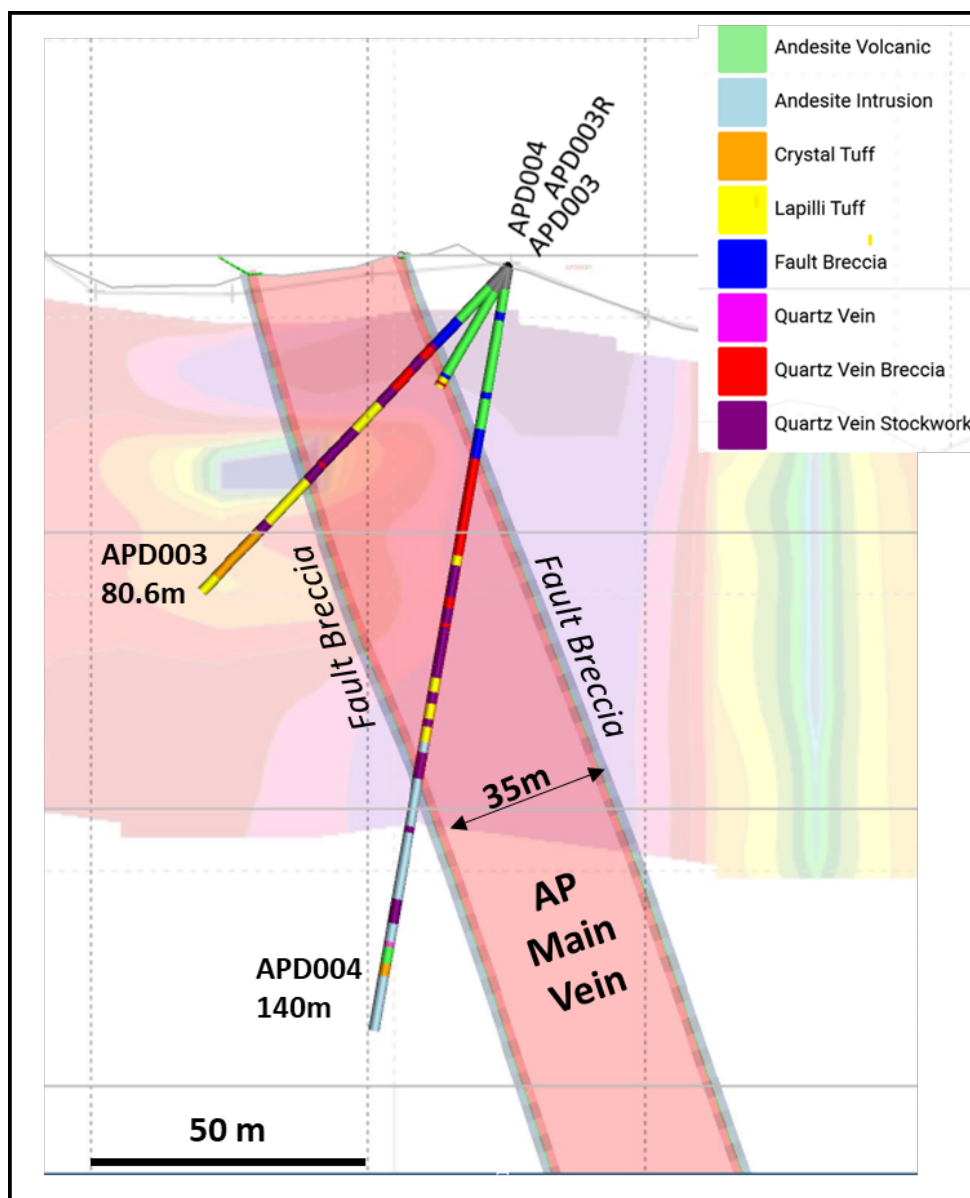 Andesite Volcanic
Andesite Intrusion
Crystal Tuff
Lapilli Tuff
Fault Breccia
Quartz Vein
Quartz Vein Breccia
Quartz Vein Stockwork
APD004
APD003R
APD003
APD003
80.6m
Fault Breccia
Fault Breccia
35m
AP
Main
Vein
APD004
140m
50 m